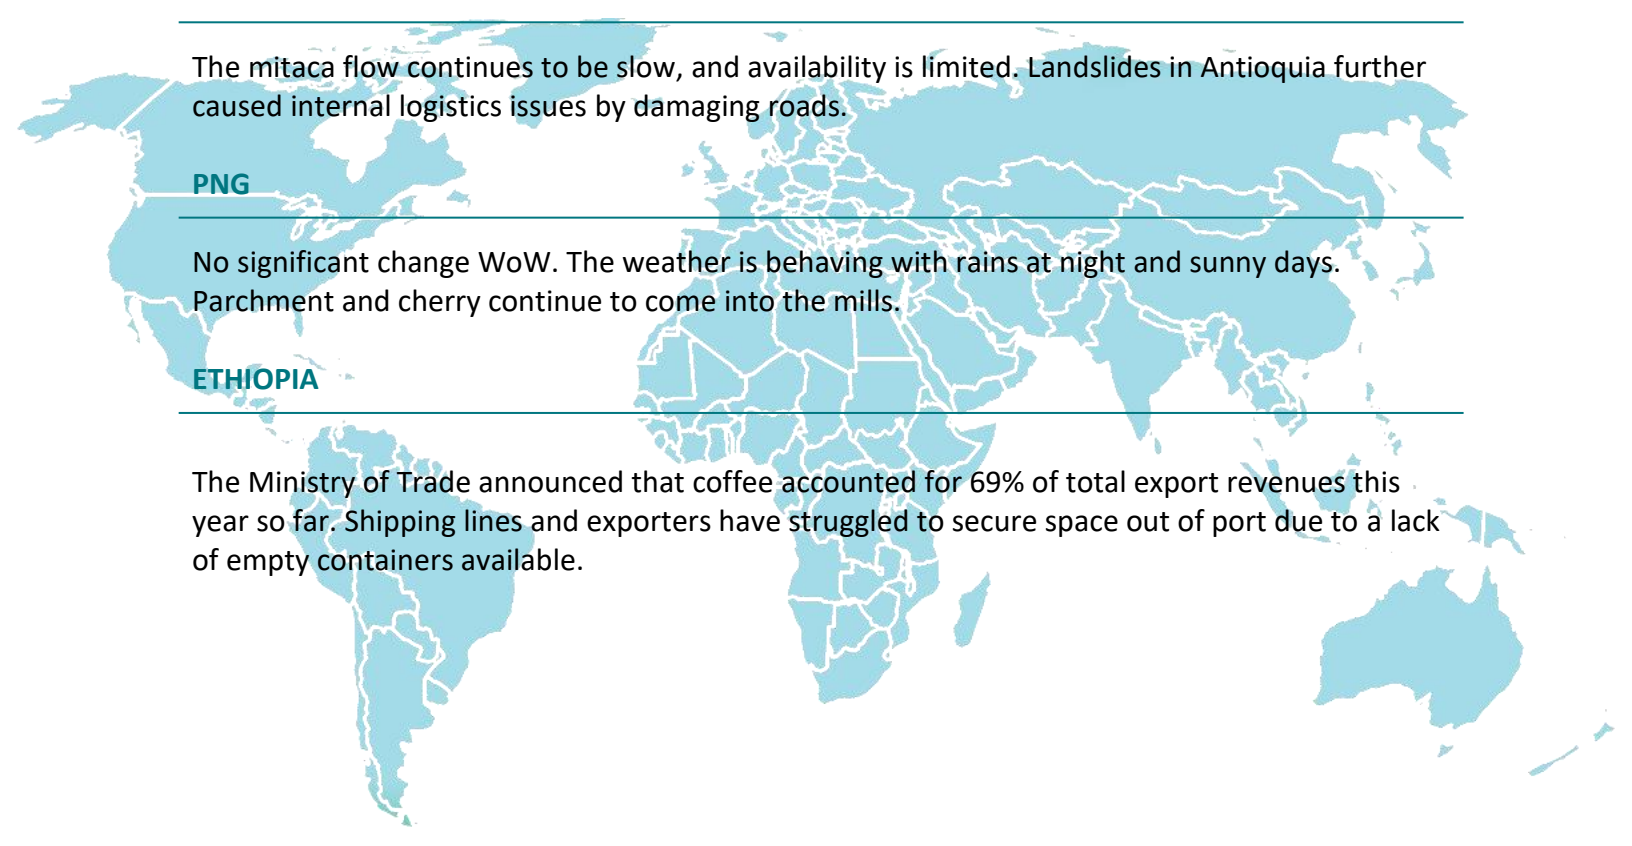 The mitaca flow continues to be slow, and availability is limited. Landslides in Antioquia further
caused internal logistics issues by damaging roads.
PNG
No significant change WoW. The weather is behaving with rains at night and sunny days.
Parchment and cherry continue to come into the mills.
ETHIOPIA
The Ministry of Trade announced that coffee accounted for 69% of total export revenues this
year so far. Shipping lines and exporters have struggled to secure space out of port due to a lack
of empty containers available.